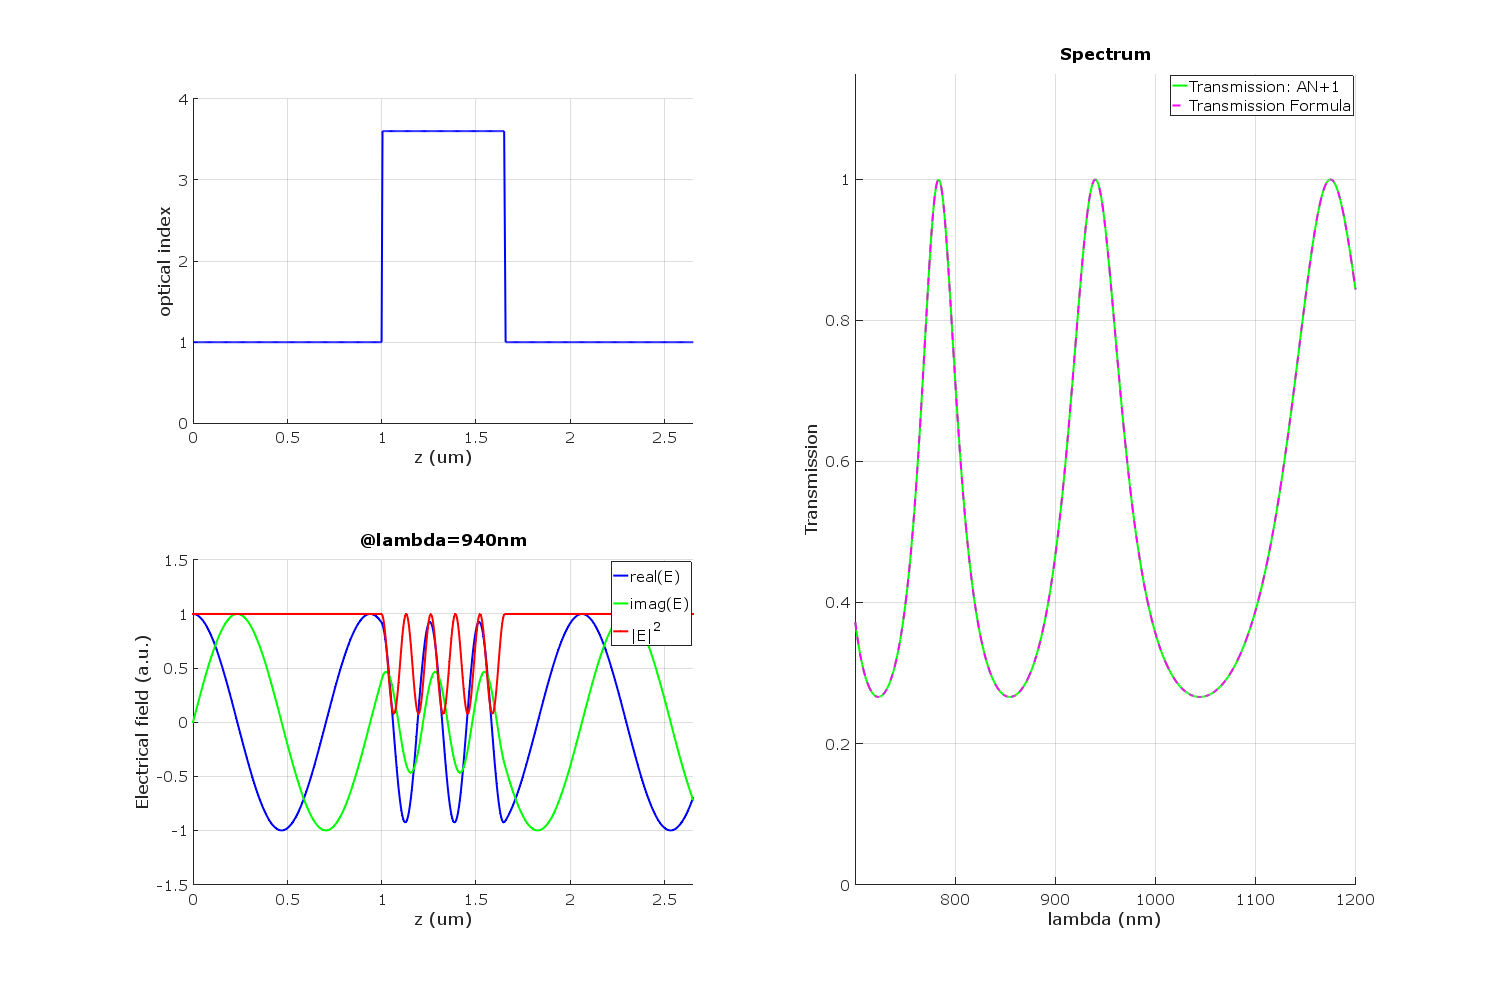 4
3
2
1
0
optical index
0 0.5 1 1.5 2 2.5
z (um)
@lambda=940nm
1.5
1
0.5
0
-0.5
-1
-1.5
Electrical field (a.u.)
real(E)
imag(E)
|E|²
0 0.5 1 1.5 2 2.5
z (um)
Spectrum
Transmission: AN+1
Transmission Formula
1
0.8
0.6
0.4
0.2
0
Transmission
800 900 1000 1100 1200
lambda (nm)